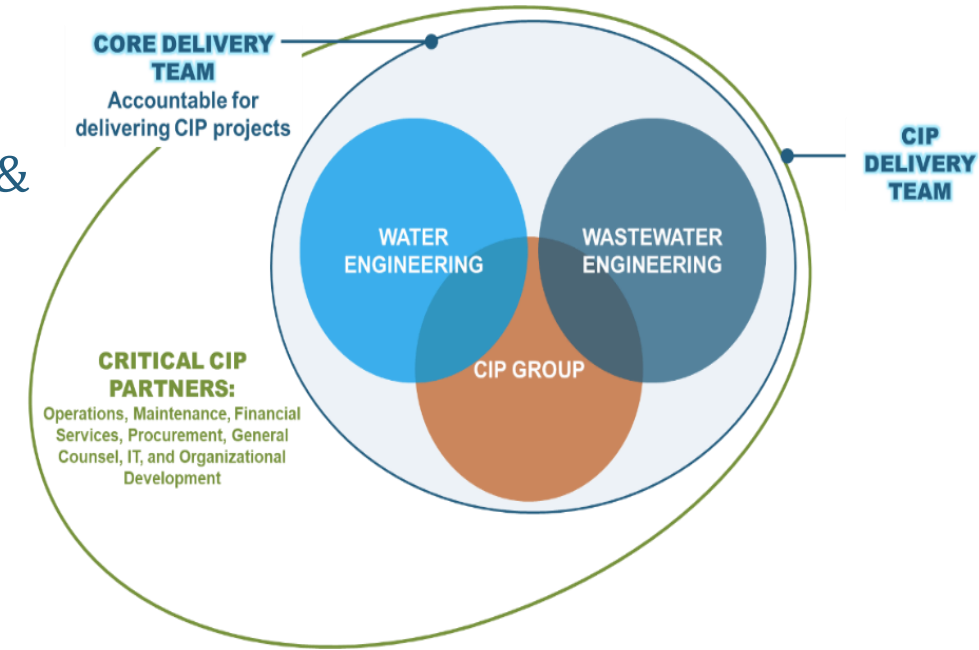 CORE DELIVERY
TEAM
Accountable for
delivering CIP projects
&
CIP
DELIVERY
TEAM
WATER
ENGINEERING
WASTEWATER
ENGINEERING
CIP GROUP
CRITICAL CIP
PARTNERS:
Operations, Maintenance, Financial
Services, Procurement, General
Counsel, IT, and Organizational
Development